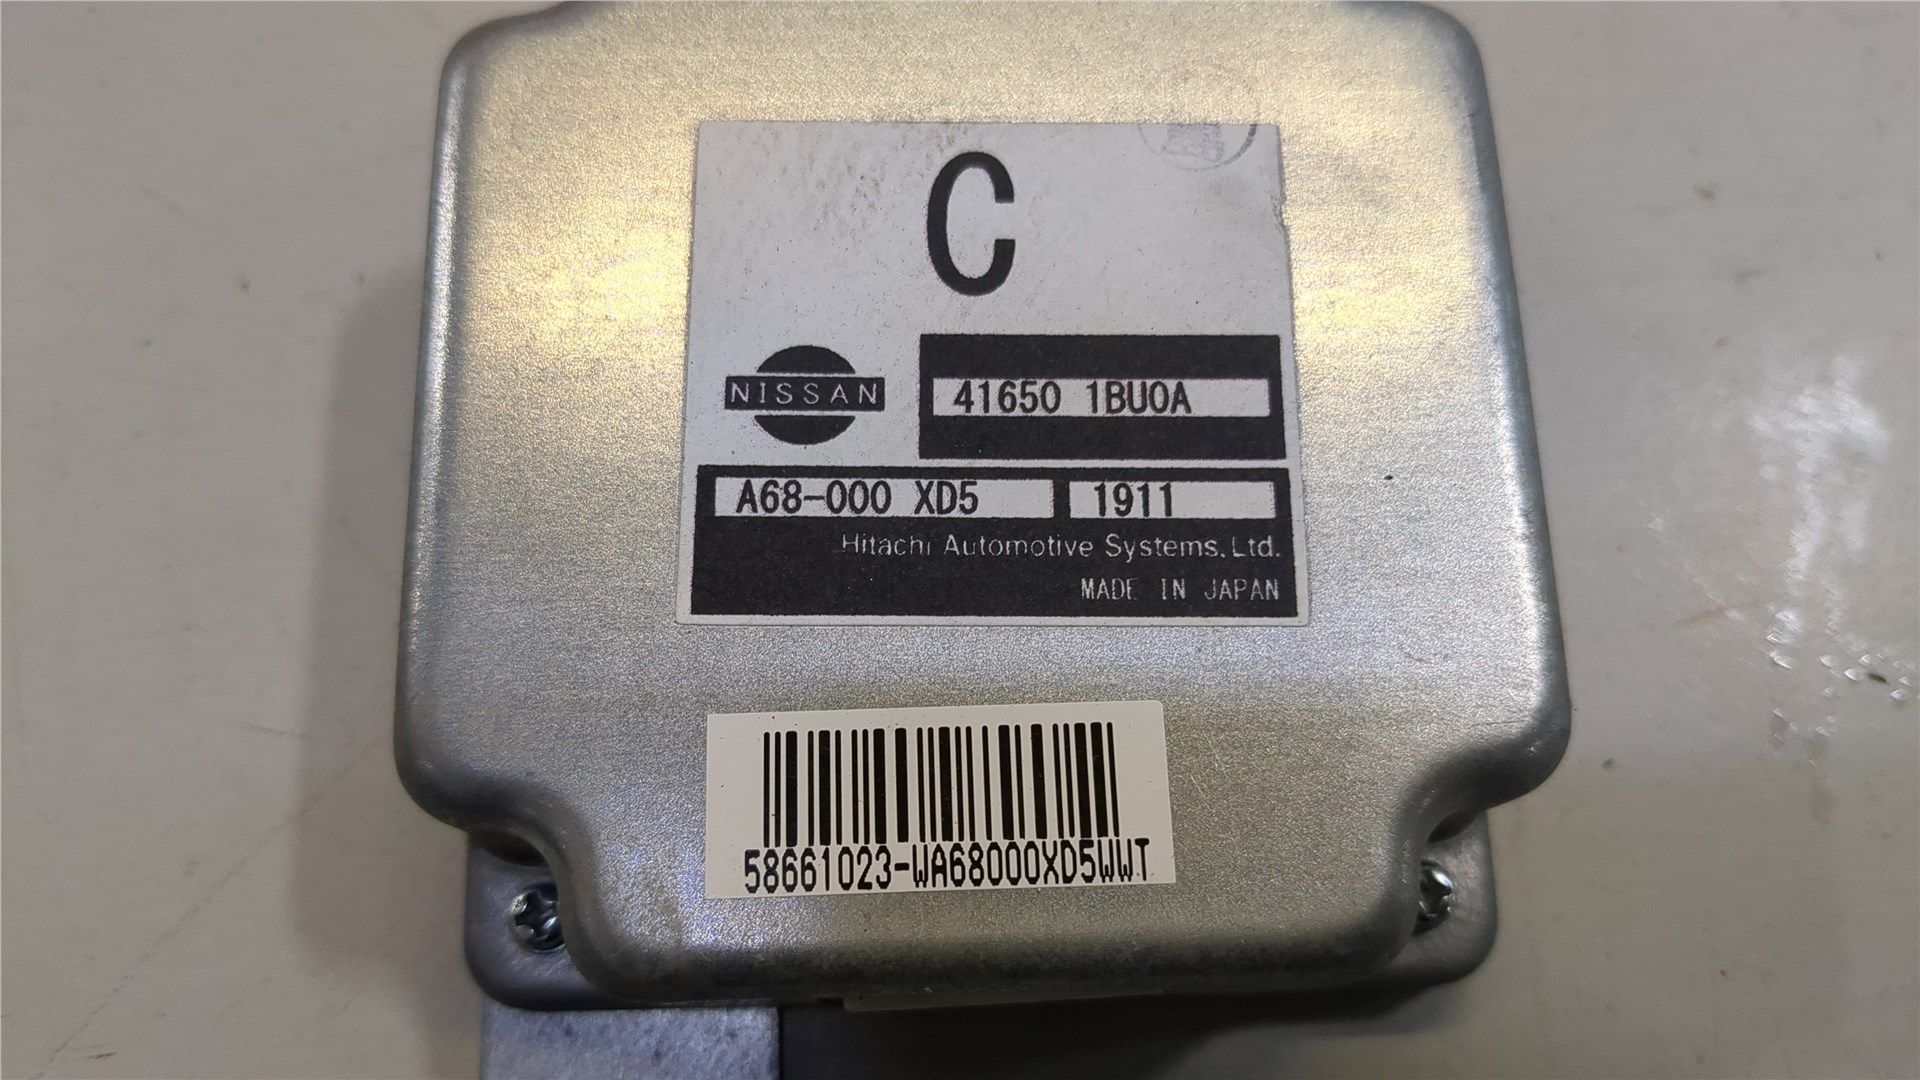 C
NISSAN
41650 1BU0A
A68-000 XD5 1911
Hitachi Automotive Systems,Ltd.
MADE IN JAPAN
58661023-WA68000XD5WWT